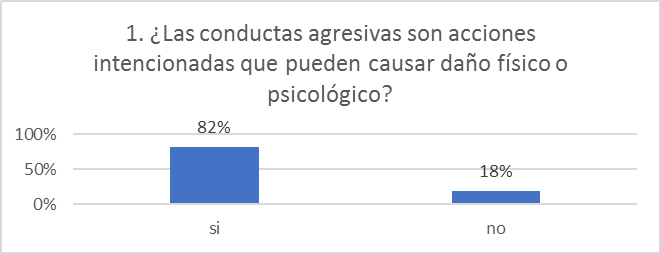 1. ¿Las conductas agresivas son acciones
intencionadas que pueden causar daño físico o
psicológico?
82%
100%
18%
50%
0%
si
no